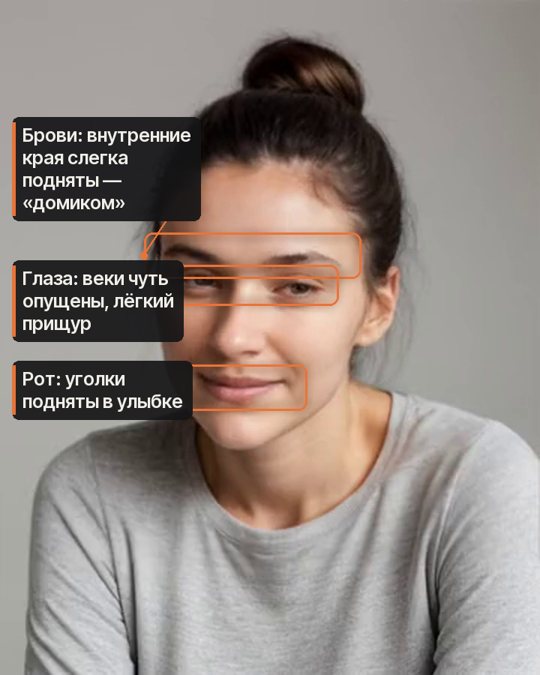 Брови: внутренние
края слегка
подняты —
«домиком»
Глаза: веки чуть
опущены, лёгкий
прищур
Рот: уголки
подняты в улыбке